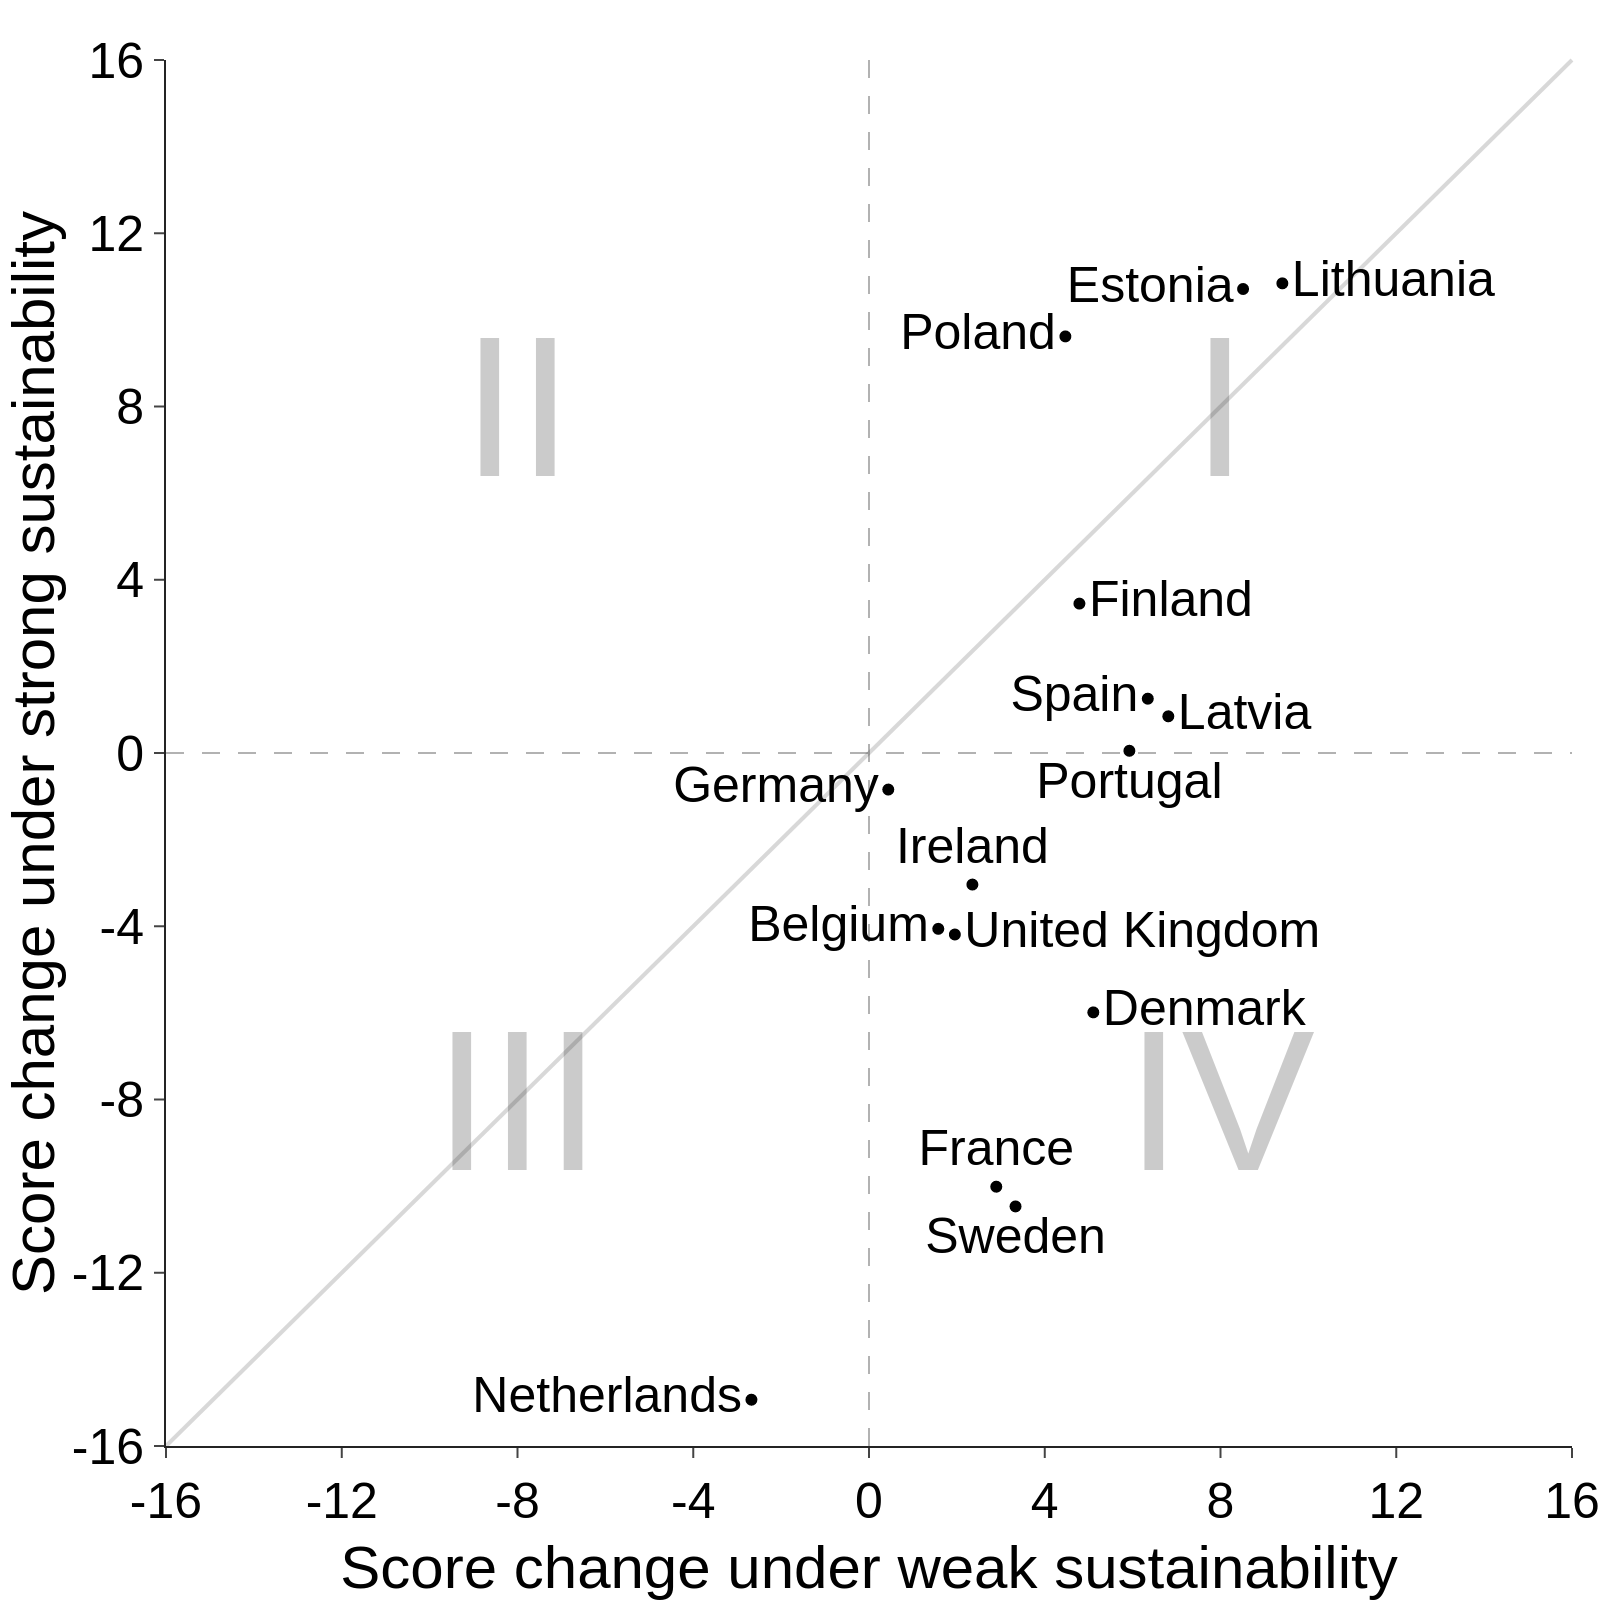 Score change under strong sustainability
16
12
8
4
0
-4
-8
-12
-16
II
I
III
IV
Estonia
Lithuania
Poland
Finland
Spain
Latvia
Portugal
Germany
Ireland
Belgium
United Kingdom
Denmark
France
Sweden
Netherlands
-16 -12 -8 -4 0 4 8 12 16
Score change under weak sustainability